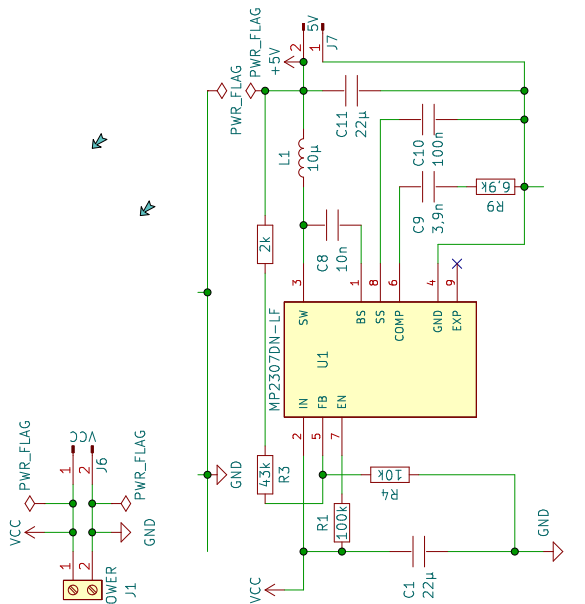 5V
2
1
J7
PWR_FLAG
+5V
PWR_FLAG
C11
22µ
C10
100n
L1
10µ
C9
3,9n
6,9k
R9
2k
C8
10n
3
1
8
6
4
9
SW
BS
SS
COMP
GND
EXP
MP2307DN-LF
U1
IN
FB
EN
2
5
7
43k
R3
GND
10k
R4
R1
100k
VCC
C1
22µ
GND
PWR_FLAG
VCC
VCC
1
2
J6
PWR_FLAG
VCC
GND
1
2
OWER
J1